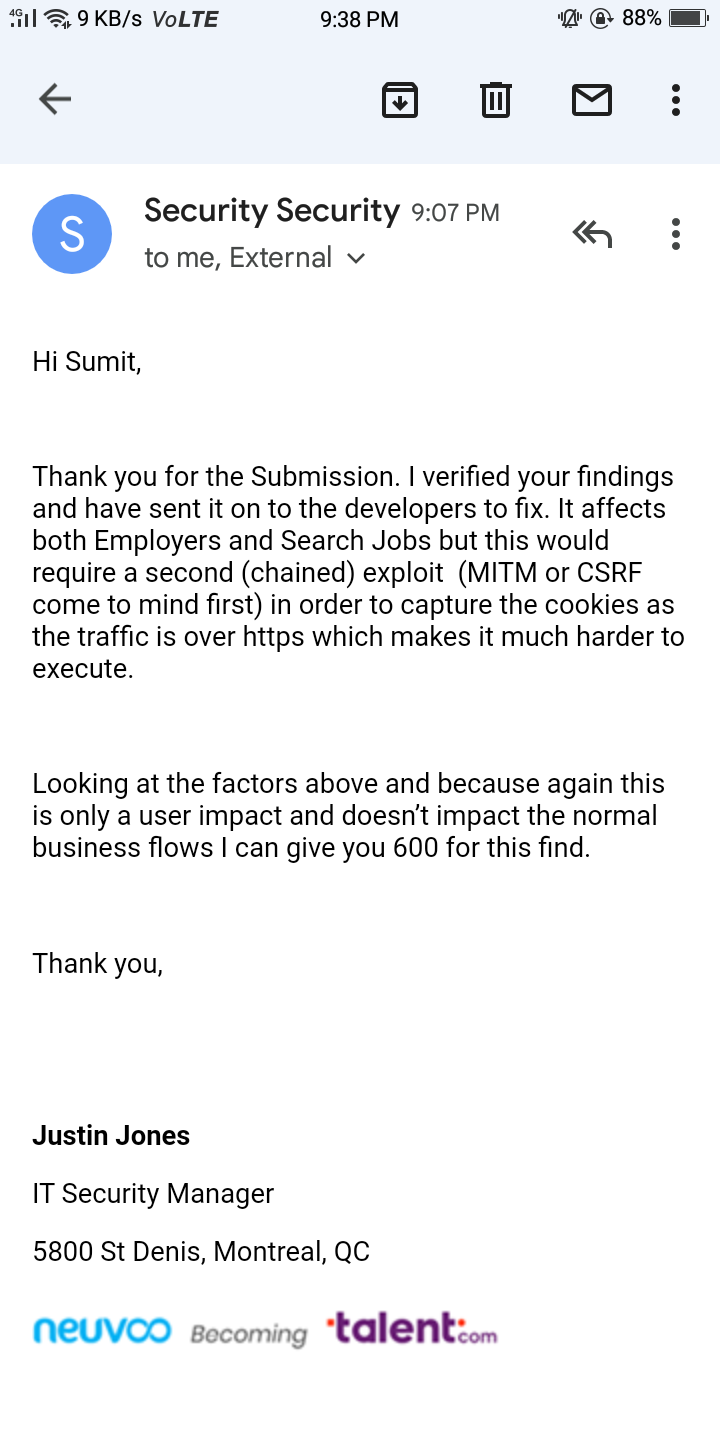 4G 9 KB/s VoLTE 9:38 PM 88%
Security Security 9:07 PM
S
to me, External
Hi Sumit,
Thank you for the Submission. I verified your findings
and have sent it on to the developers to fix. It affects
both Employers and Search Jobs but this would
require a second (chained) exploit  (MITM or CSRF
come to mind first) in order to capture the cookies as
the traffic is over https which makes it much harder to
execute.
Looking at the factors above and because again this
is only a user impact and doesn’t impact the normal
business flows I can give you 600 for this find.
Thank you,
Justin Jones
IT Security Manager
5800 St Denis, Montreal, QC
neuvoo Becoming talent.com